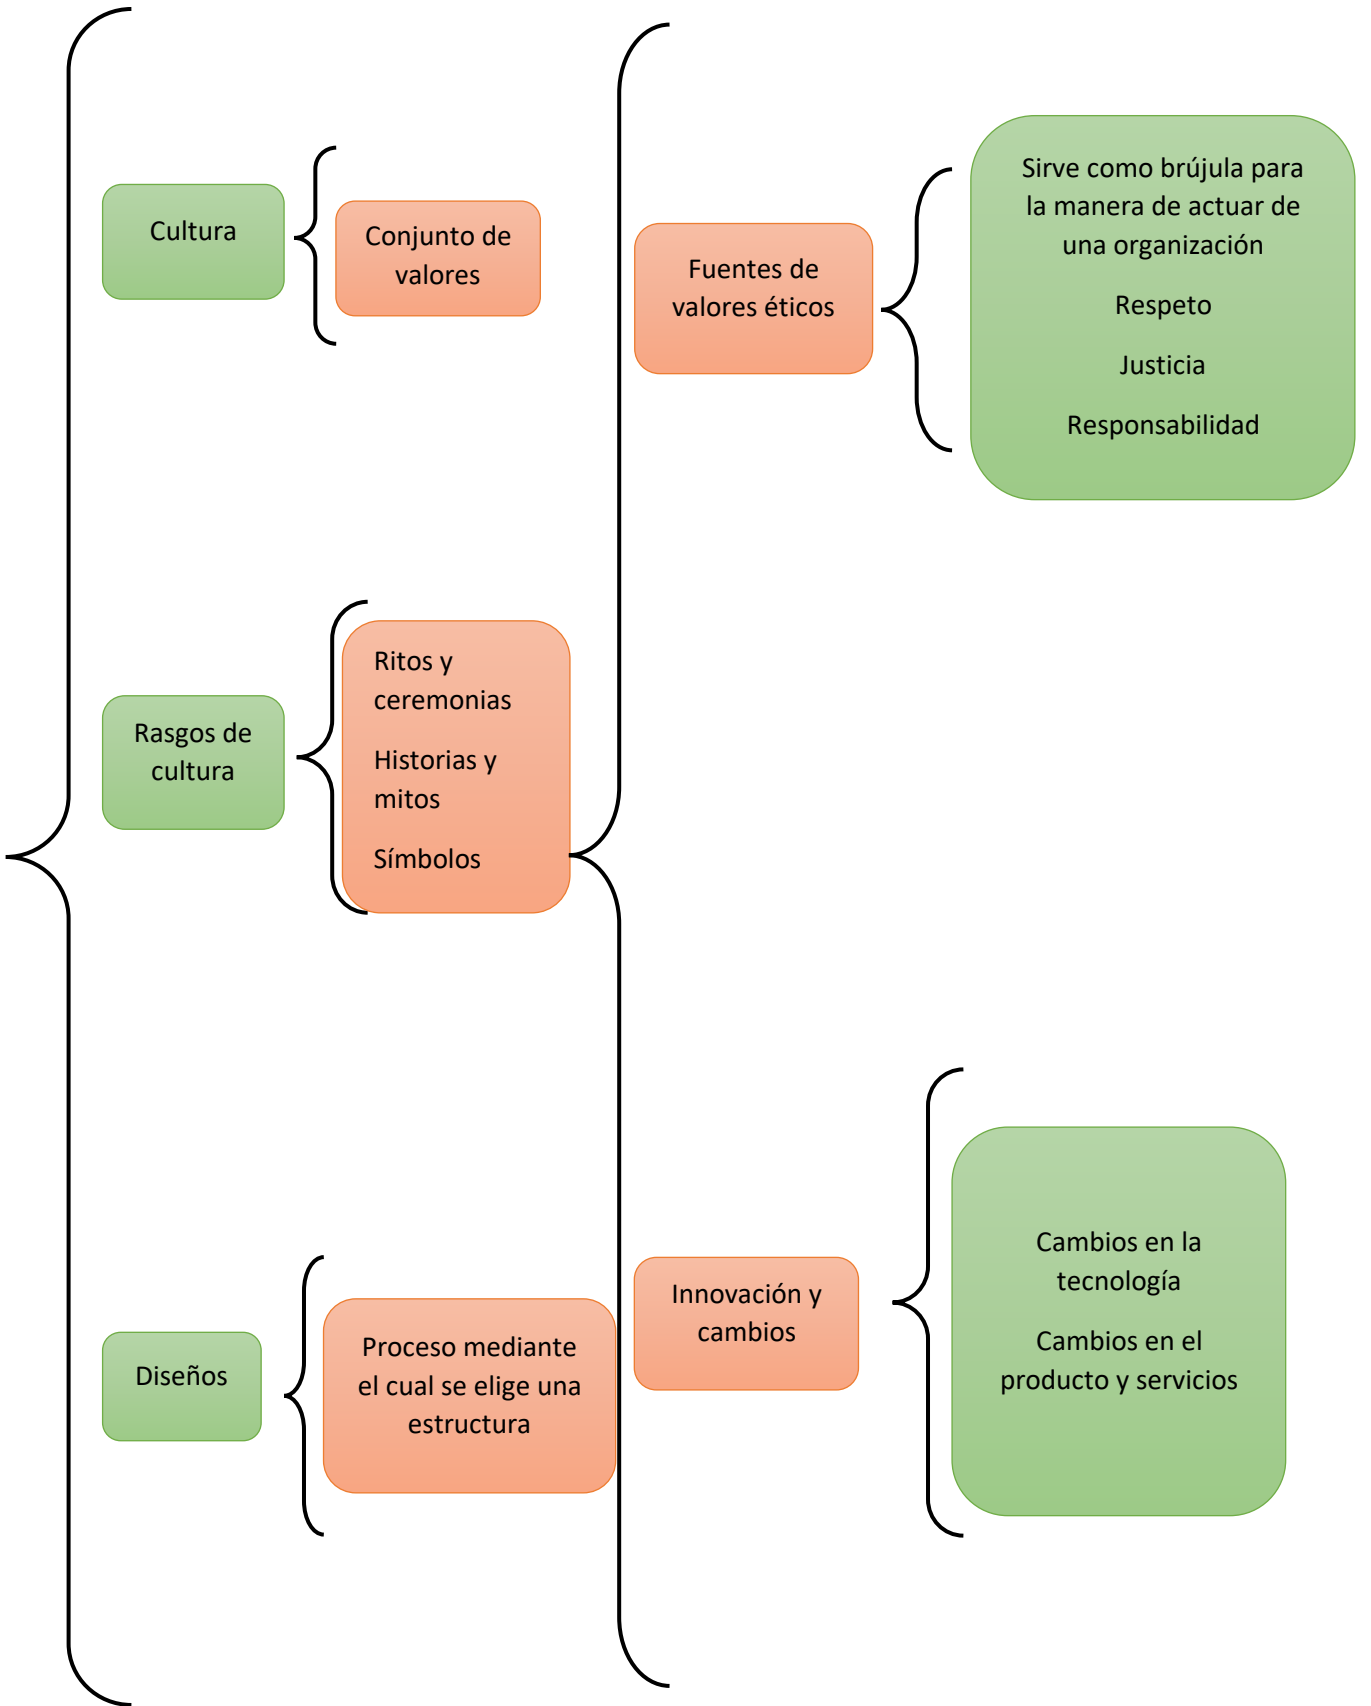 Cultura
Conjunto de
valores
Rasgos de
cultura
Ritos y
ceremonias
Historias y
mitos
Símbolos
Diseños
Proceso mediante
el cual se elige una
estructura
Fuentes de
valores éticos
Sirve como brújula para
la manera de actuar de
una organización
Respeto
Justicia
Responsabilidad
Innovación y
cambios
Cambios en la
tecnología
Cambios en el
producto y servicios